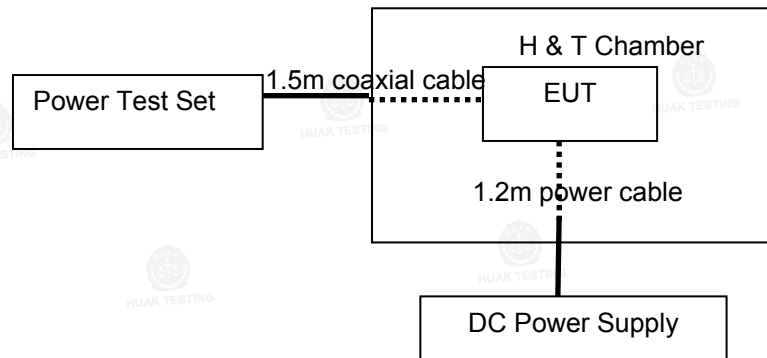 H & T Chamber
1.5m coaxial cable
Power Test Set
EUT
HUAK TESTING
HUAK TESTING
TESTING
1.2m power cable
HUAK TESTING
HUAK TESTING
DC Power Supply